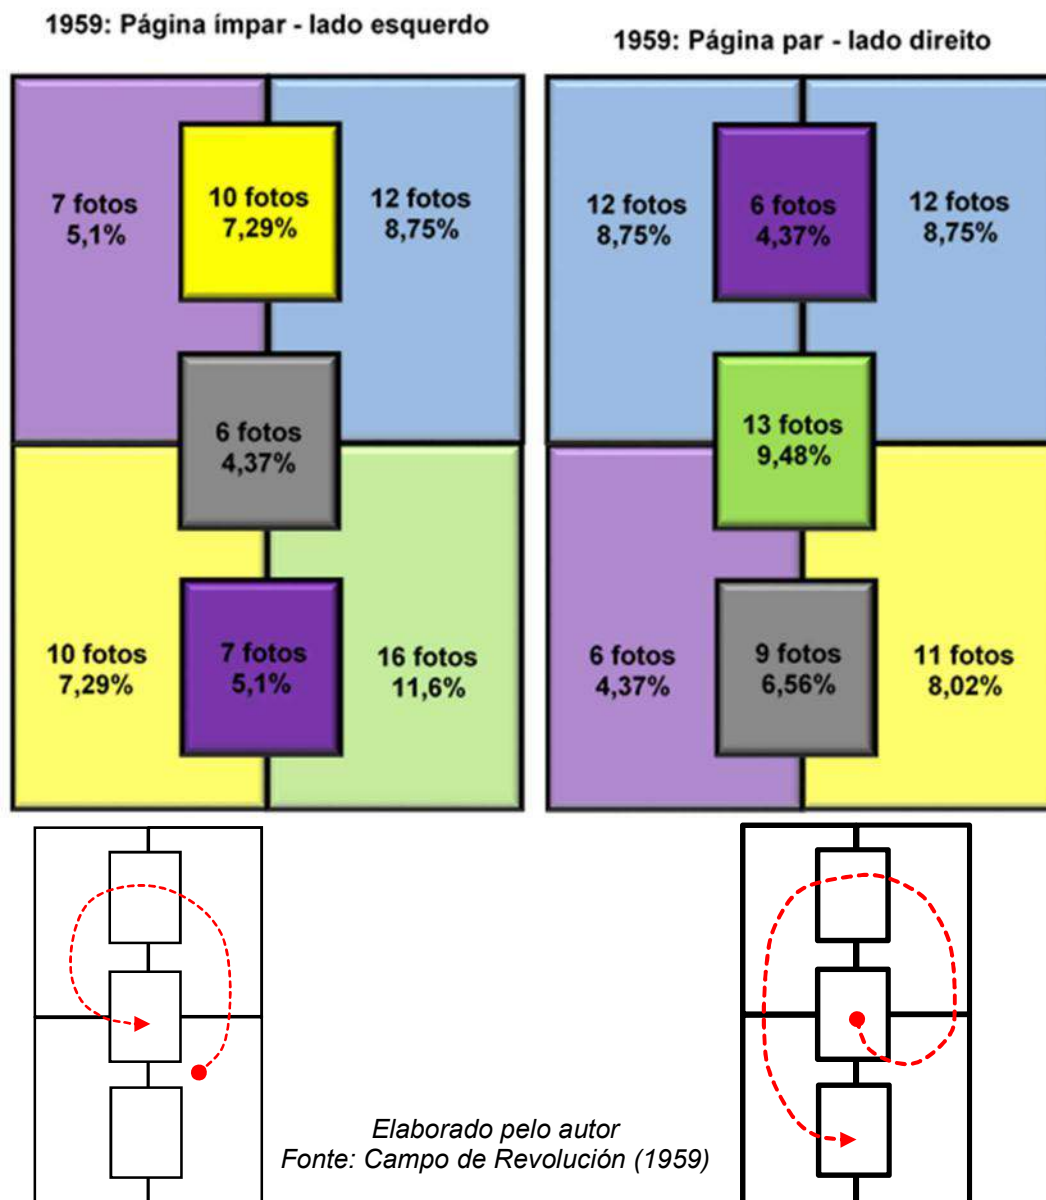 1959: Página ímpar - lado esquerdo
7 fotos
5,1%
10 fotos
7,29%
12 fotos
8,75%
6 fotos
4,37%
10 fotos
7,29%
7 fotos
5,1%
16 fotos
11,6%
1959: Página par - lado direito
12 fotos
8,75%
6 fotos
4,37%
12 fotos
8,75%
13 fotos
9,48%
6 fotos
4,37%
9 fotos
6,56%
11 fotos
8,02%
Elaborado pelo autor
Fonte: Campo de Revolución (1959)